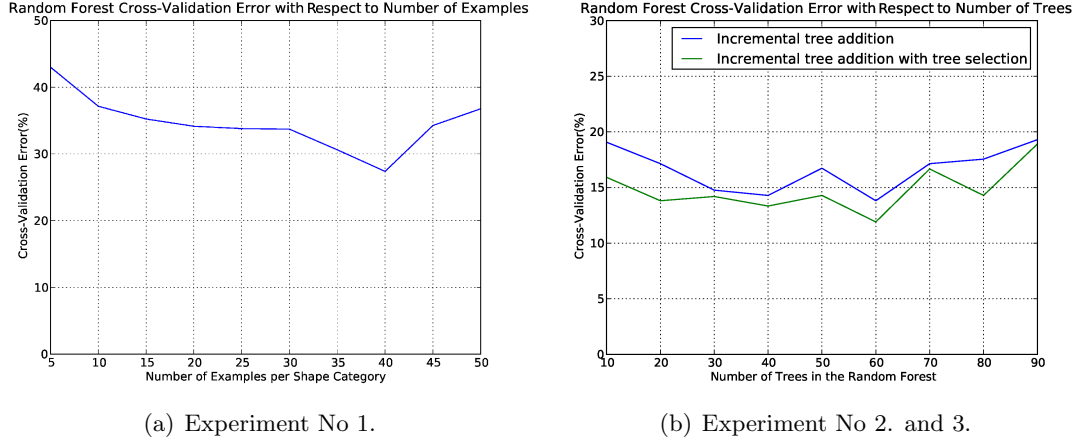 Random Forest Cross-Validation Error with Respect to Number of Examples
50
40
30
20
10
0
Cross-Validation Error(%)
5 10 15 20 25 30 35 40 45 50
Number of Examples per Shape Category
(a) Experiment No 1.
Random Forest Cross-Validation Error with Respect to Number of Trees
Incremental tree addition
Incremental tree addition with tree selection
30
25
20
15
10
5
0
Cross-Validation Error(%)
10 20 30 40 50 60 70 80 90
Number of Trees in the Random Forest
(b) Experiment No 2. and 3.